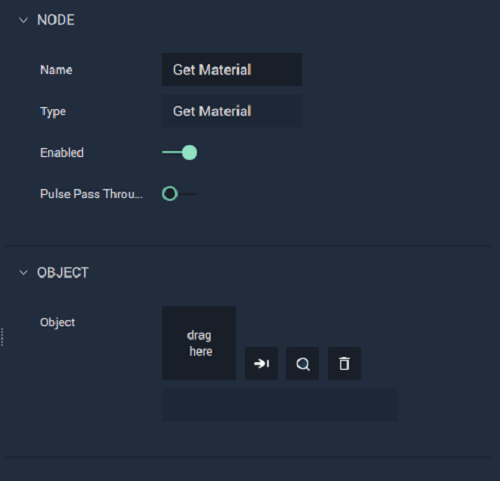 NODE
Name
Get Material
Type
Get Material
Enabled
Pulse Pass Throu...
OBJECT
Object
drag
here